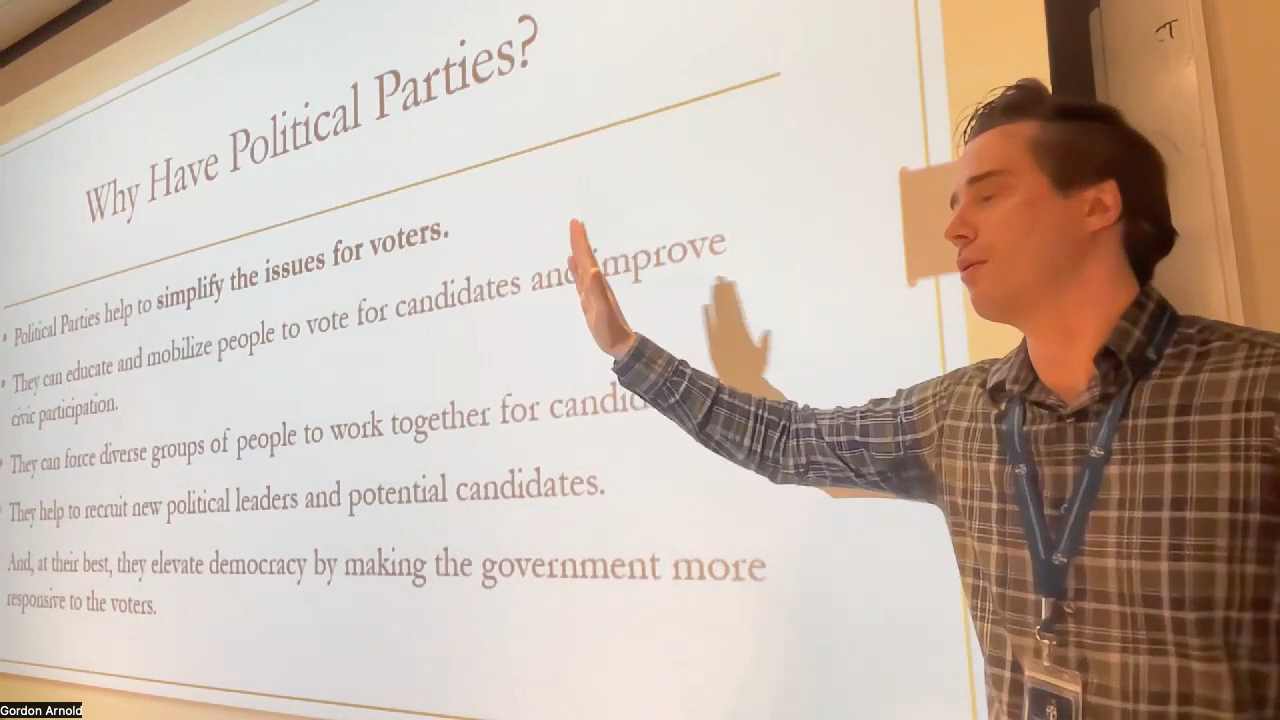 Why Have Political Parties?
• Political Parties help to simplify the issues for voters.
• They can educate and mobilize people to vote for candidates and improve
civic participation.
• They can force diverse groups of people to work together for
They help to recruit new political leaders and potential candidates.
And, at their best, they elevate democracy by making the government more
responsive to the voters.
CT
Gordon Arnold